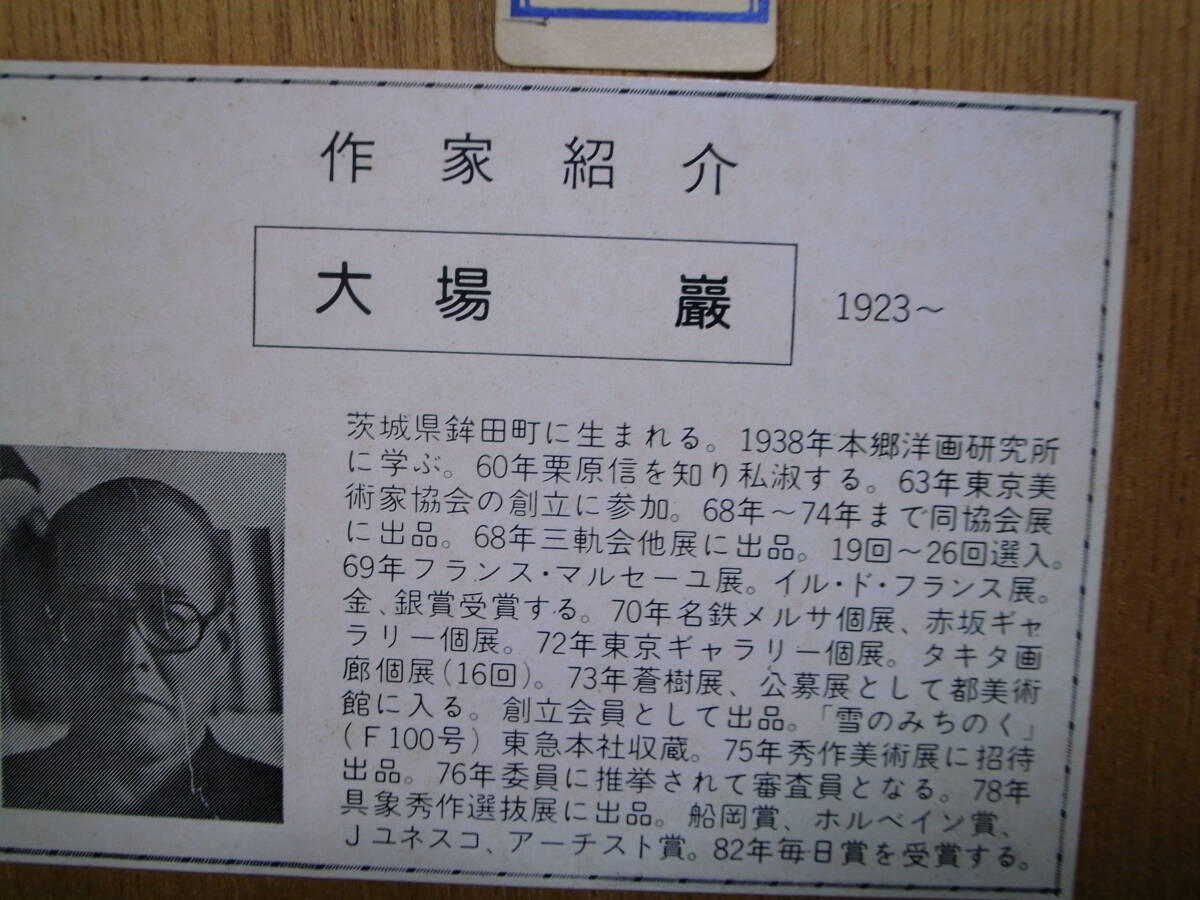 作家紹介
大場 巖 1923～
茨城県鉾田町に生まれる。1938年本郷洋画研究所
に学ぶ。60年栗原信を知り私淑する。63年東京美
術家協会の創立に参加。68年～74年まで同協会展
に出品。68年三軌会他展に出品。19回～26回選入。
69年フランス・マルセーユ展。イル・ド・フランス展。
金、銀賞受賞する。70年名鉄メルサ個展、赤坂ギャ
ラリー個展。72年東京ギャラリー個展。タキタ画
廊個展(16回)。73年蒼樹展、公募展として都美術
館に入る。創立会員として出品。「雪のみちのく」
(F100号)東急本社収蔵。75年秀作美術展に招待
出品。76年委員に推挙されて審査員となる。78年
具象秀作選抜展に出品。船岡賞、ホルベイン賞、
Jユネスコ、アーチスト賞。82年毎日賞を受賞する。